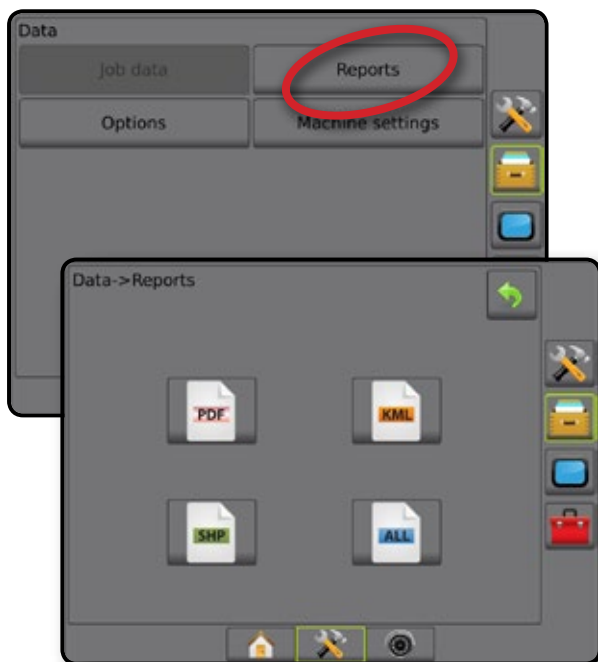 Data
Job data
Reports
Options
Machine settings
Data->Reports
PDF
KML
SHP
ALL